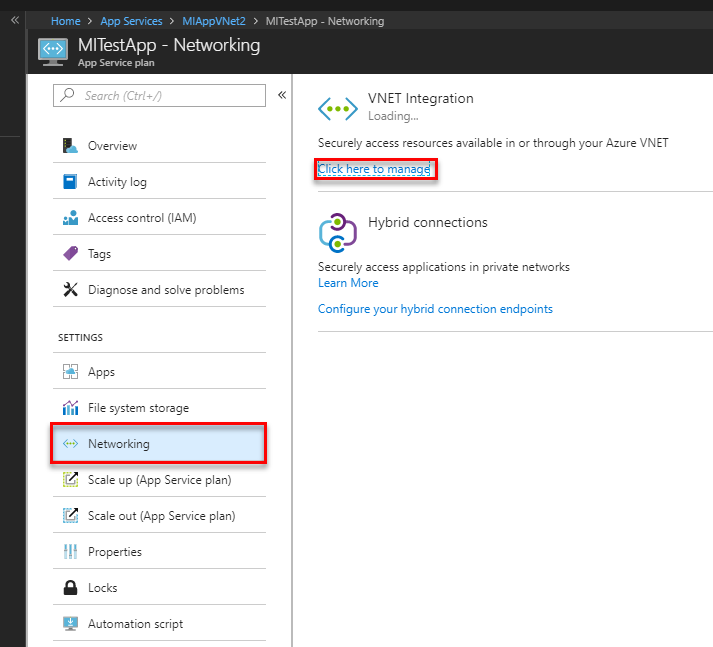 Home > App Services > MIAppVNet2 > MITestApp - Networking
MITestApp - Networking
App Service plan
Search (Ctrl+/)
Overview
Activity log
Access control (IAM)
Tags
Diagnose and solve problems
SETTINGS
Apps
File system storage
Networking
Scale up (App Service plan)
Scale out (App Service plan)
Properties
Locks
Automation script
VNET Integration
Loading...
Securely access resources available in or through your Azure VNET
Click here to manage
Hybrid connections
Securely access applications in private networks
Learn More
Configure your hybrid connection endpoints